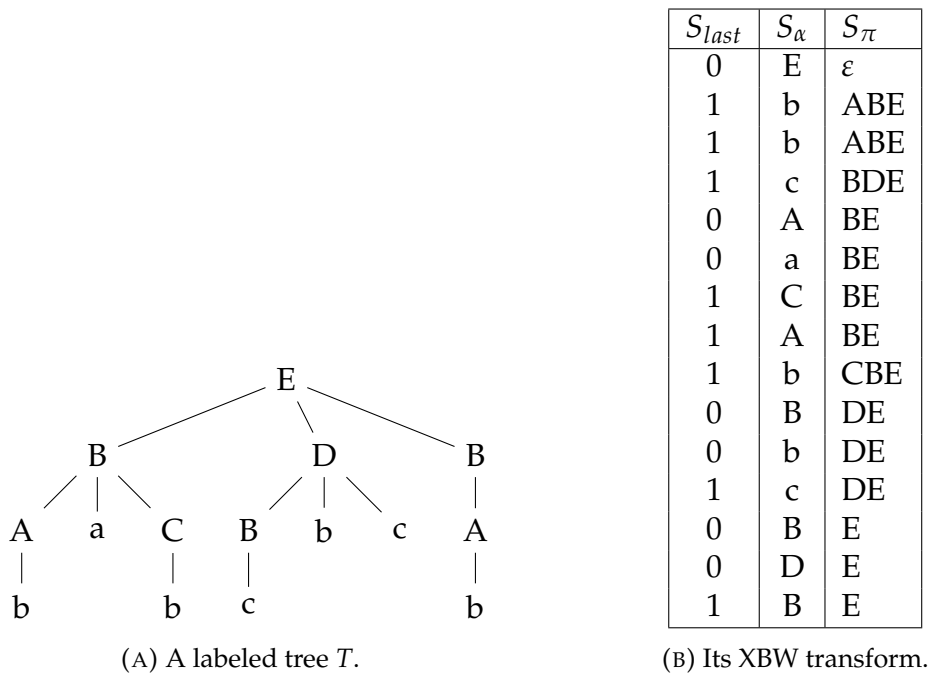 E
B D B
A a C B b c A
b b c b
(A) A labeled tree T.
S_last S_α S_π
0 E ε
1 b ABE
1 b ABE
1 c BDE
0 A BE
0 a BE
1 C BE
1 A BE
1 b CBE
0 B DE
0 b DE
1 c DE
0 B E
0 D E
1 B E
(B) Its XBW transform.